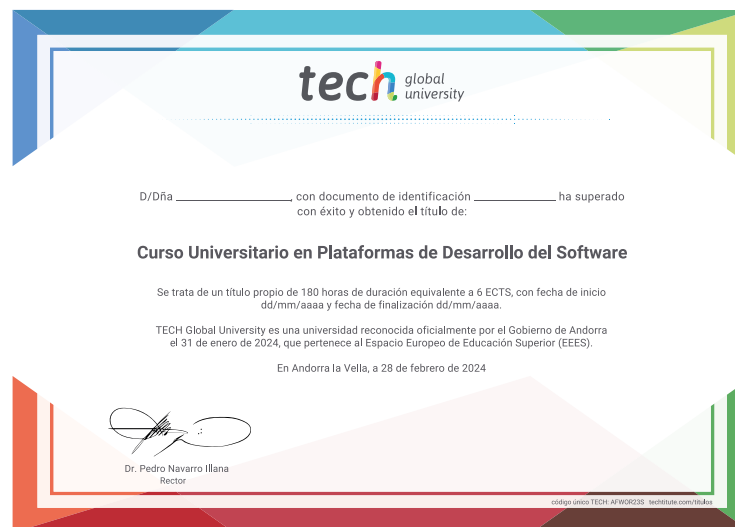 tech global
university
D/Dña ____________, con documento de identificación ____________ ha superado
con éxito y obtenido el título de:
Curso Universitario en Plataformas de Desarrollo del Software
Se trata de un título propio de 180 horas de duración equivalente a 6 ECTS, con fecha de inicio
dd/mm/aaaa y fecha de finalización dd/mm/aaaa.
TECH Global University es una universidad reconocida oficialmente por el Gobierno de Andorra
el 31 de enero de 2024, que pertenece al Espacio Europeo de Educación Superior (EEES).
En Andorra la Vella, a 28 de febrero de 2024
Dr. Pedro Navarro Illana
Rector
código único TECH: AFWOR23S techtitute.com/titulos